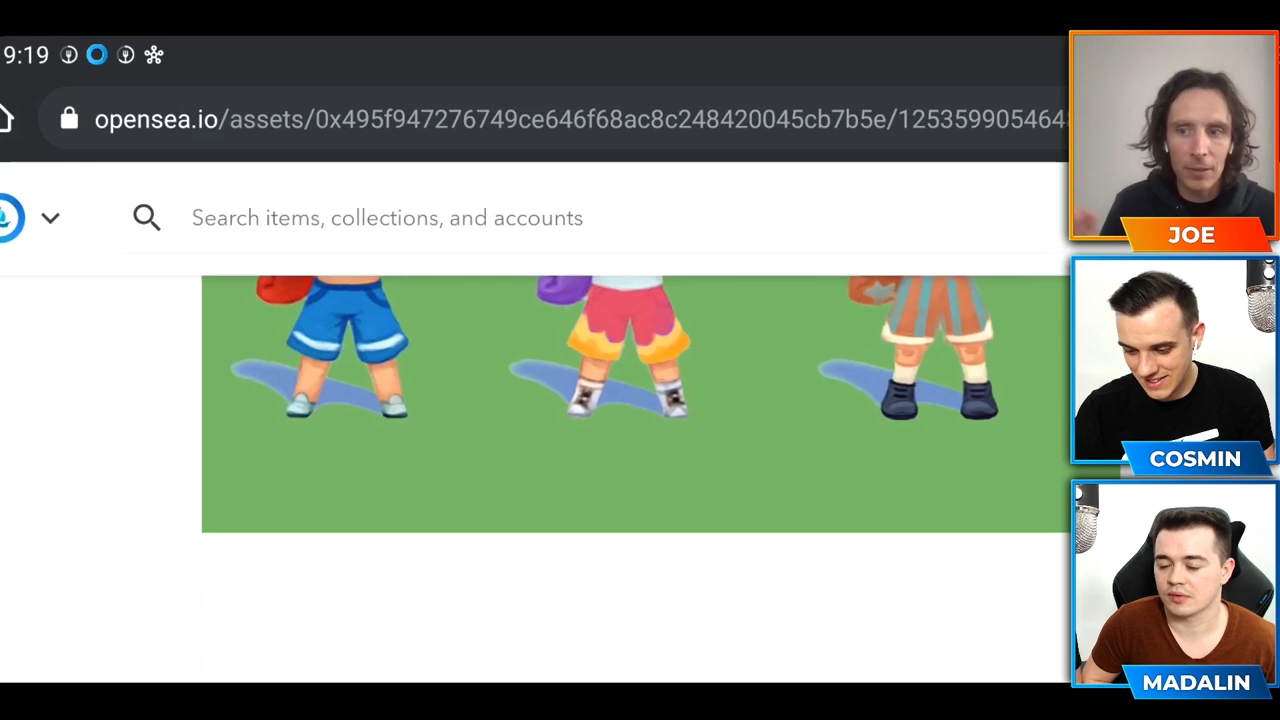 9:19
opensea.io/assets/0x495f947276749ce646f68ac8c248420045cb7b5e/125359905464
Search items, collections, and accounts
JOE
COSMIN
MADALIN